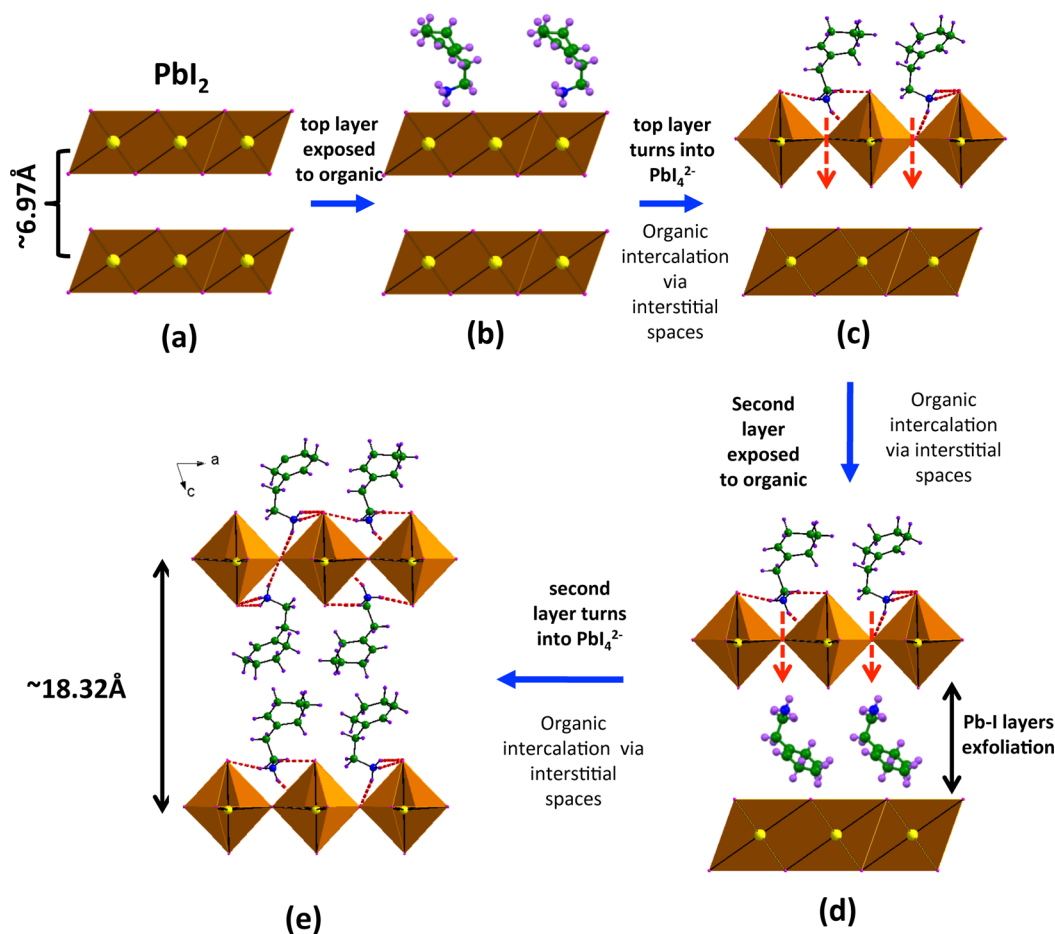 PbI₂
~6.97Å
top layer
exposed
to organic
top layer
turns into
PbI₄²⁻
Organic
intercalation
via
interstitial
spaces
(a)
(b)
(c)
Second
layer
exposed
to organic
Organic
intercalation
via interstitial
spaces
a
c
~18.32Å
second
layer turns
into PbI₄²⁻
Organic
intercalation via
interstitial
spaces
Pb-I layers
exfoliation
(e)
(d)